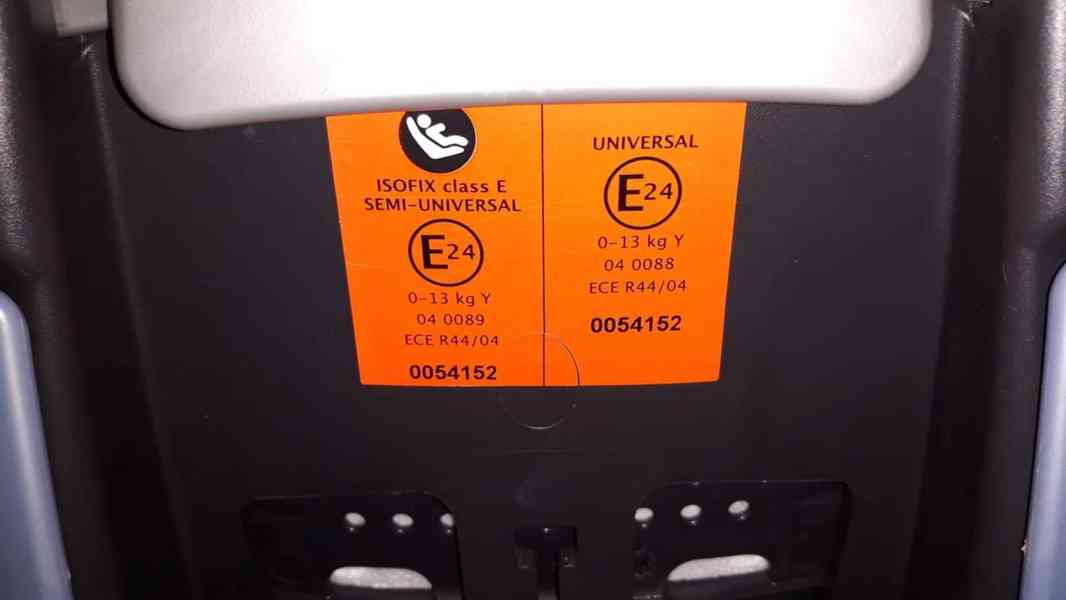 ISOFIX class E
SEMI-UNIVERSAL
E24
0-13 kg Y
04 0089
ECE R44/04
0054152
UNIVERSAL
E24
0-13 kg Y
04 0088
ECE R44/04
0054152